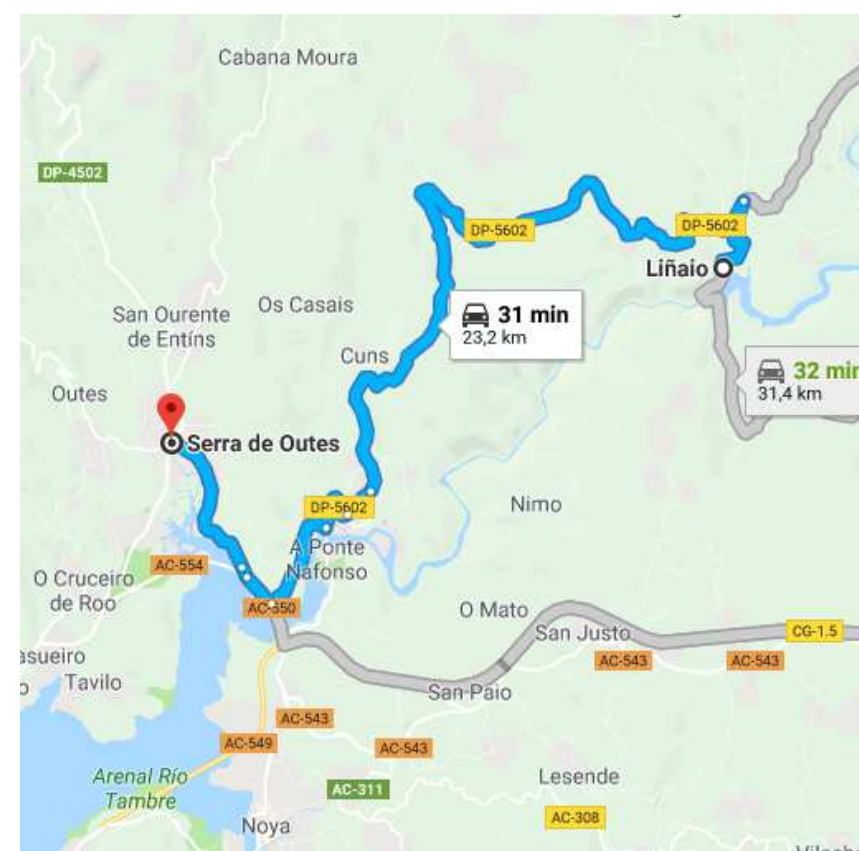 Cabana Moura
DP-4502
DP-5602
DP-5602
Liñaio
San Ourente
de Entíns
Os Casais
31 min
23,2 km
Cuns
32 min
31,4 km
Outes
Serra de Outes
DP-5602
Nimo
A Ponte
Nafonso
AC-554
O Cruceiro
de Roo
AC-550
O Mato
San Justo
CG-1.5
AC-543
AC-543
asueiro
Tavilo
San Paio
AC-543
AC-549
AC-543
Arenal Río
Tambre
AC-311
Lesende
AC-308
Noya